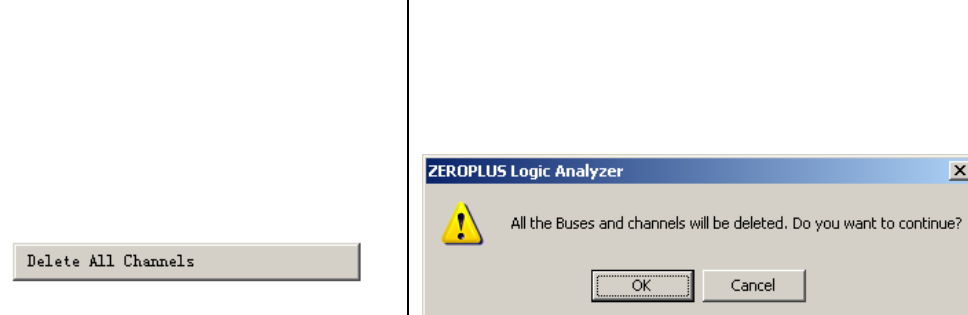 Delete All Channels
ZEROPLUS Logic Analyzer
All the Buses and channels will be deleted. Do you want to continue?
OK
Cancel